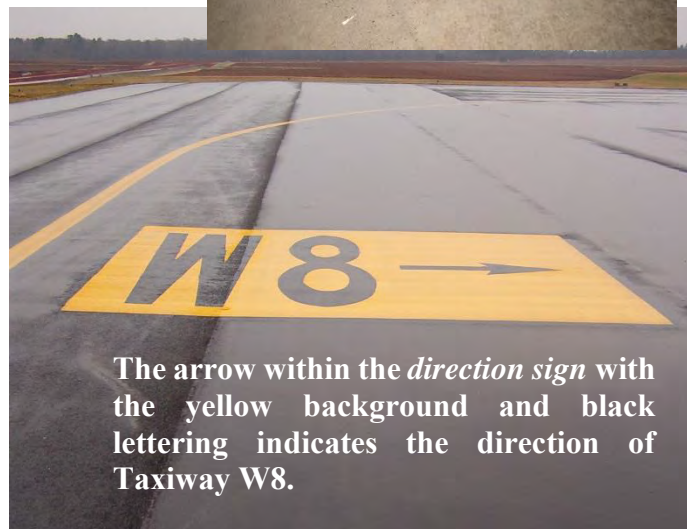 W8 →
The arrow within the direction sign with
the yellow background and black
lettering indicates the direction of
Taxiway W8.